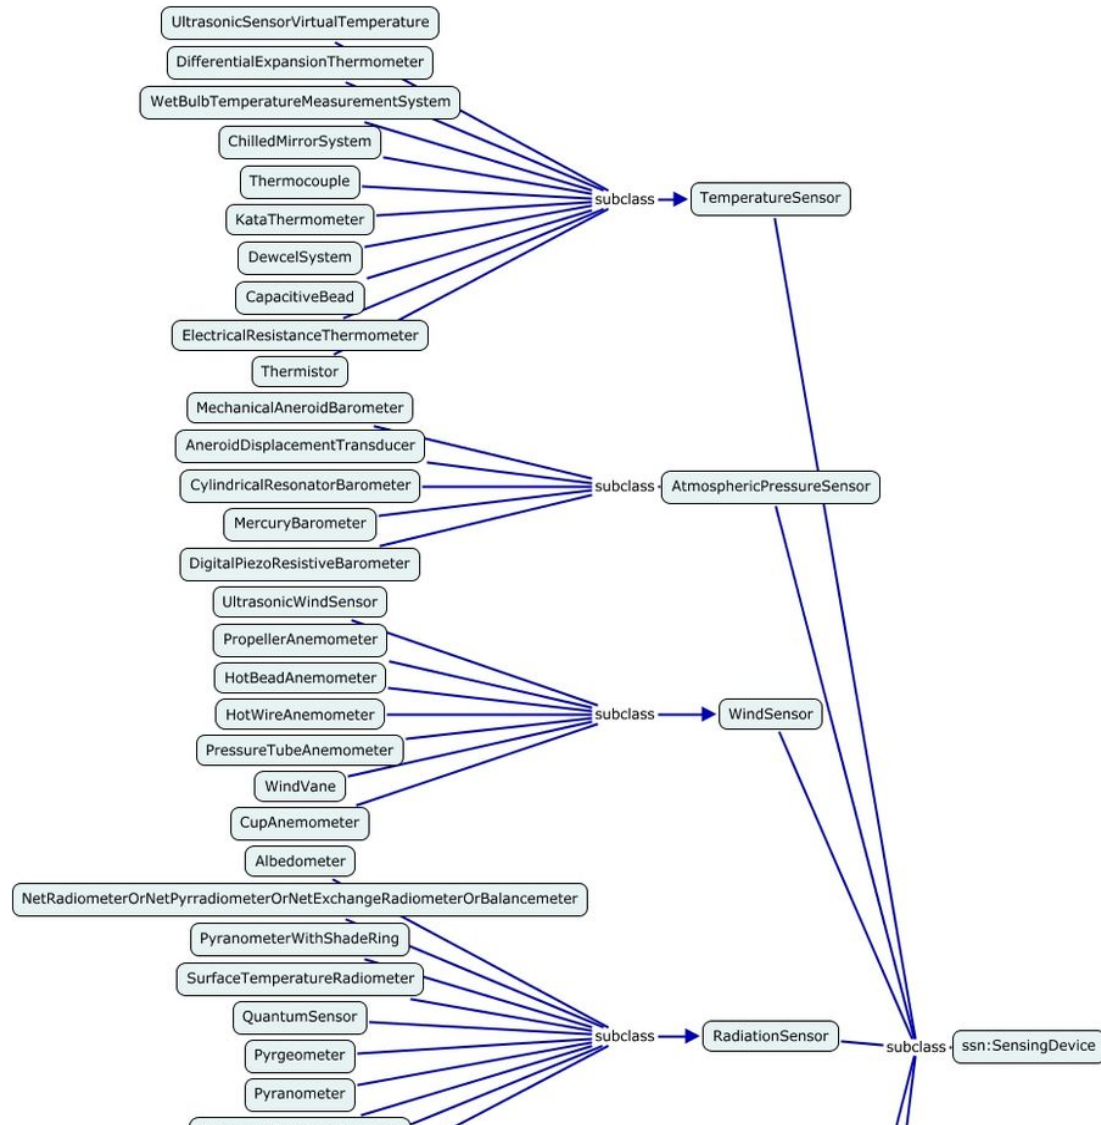 UltrasonicSensorVirtualTemperature
DifferentialExpansionThermometer
WetBulbTemperatureMeasurementSystem
ChilledMirrorSystem
Thermocouple
KataThermometer
DewcelSystem
CapacitiveBead
ElectricalResistanceThermometer
Thermistor
subclass
TemperatureSensor
MechanicalAneroidBarometer
AneroidDisplacementTransducer
CylindricalResonatorBarometer
MercuryBarometer
DigitalPiezoResistiveBarometer
subclass
AtmosphericPressureSensor
UltrasonicWindSensor
PropellerAnemometer
HotBeadAnemometer
HotWireAnemometer
PressureTubeAnemometer
WindVane
CupAnemometer
subclass
WindSensor
Albedometer
NetRadiometerOrNetPyrradiometerOrNetExchangeRadiometerOrBalancemeter
PyranometerWithShadeRing
SurfaceTemperatureRadiometer
QuantumSensor
Pyrgeometer
Pyranometer
subclass
RadiationSensor
subclass
ssn:SensingDevice